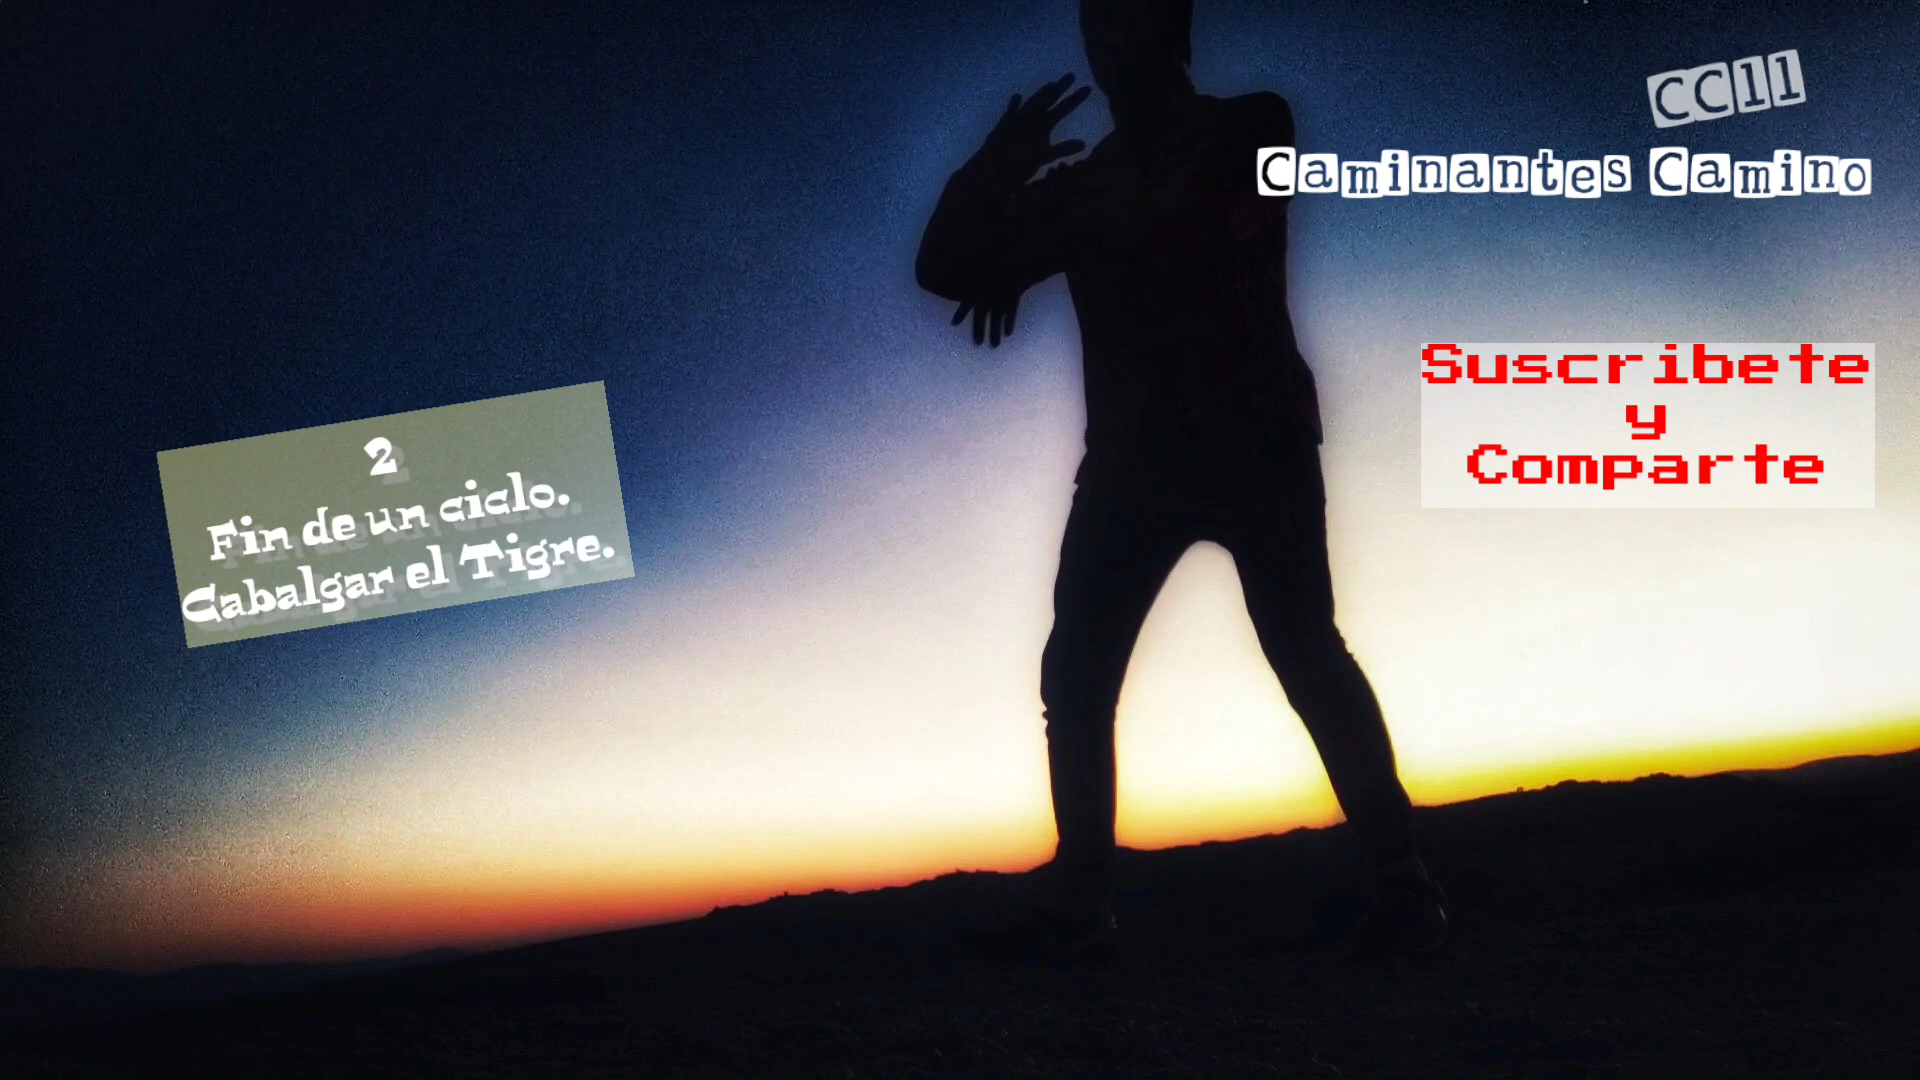 CC11
Caminantes Camino
Suscribete
y
Comparte
2
Fin de un ciclo.
Cabalgar el Tigre.